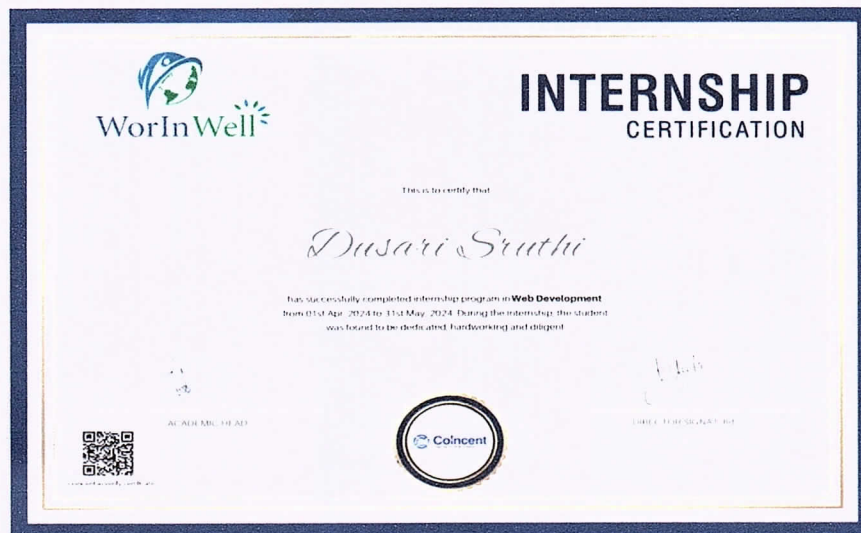 WorInWell
INTERNSHIP
CERTIFICATION
This is to certify that
Dusari Sruthi
has successfully completed internship program in Web Development
from 01st Apr, 2024 to 31st May, 2024. During the internship, the student
was found to be dedicated, hardworking and diligent
ACADEMIC HEAD
DIRECTOR SIGNATURE
Coincent